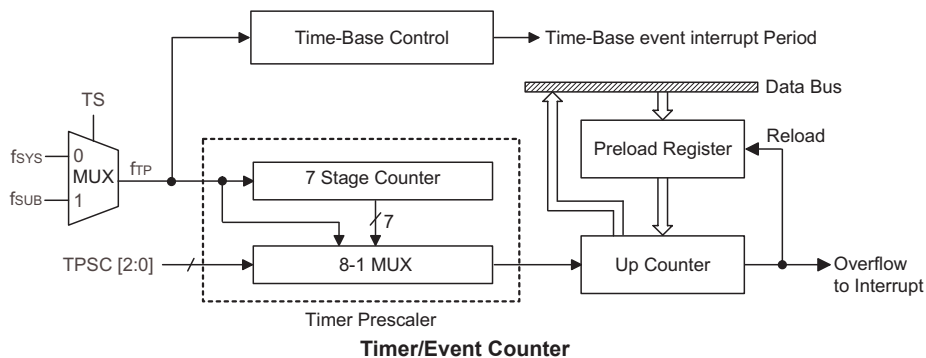 Time-Base Control
Time-Base event interrupt Period
TS
Data Bus
fSYS
0
MUX
fTP
fSUB
1
7 Stage Counter
7
Preload Register
Reload
TPSC [2:0]
8-1 MUX
Up Counter
Overflow
to Interrupt
Timer Prescaler
Timer/Event Counter